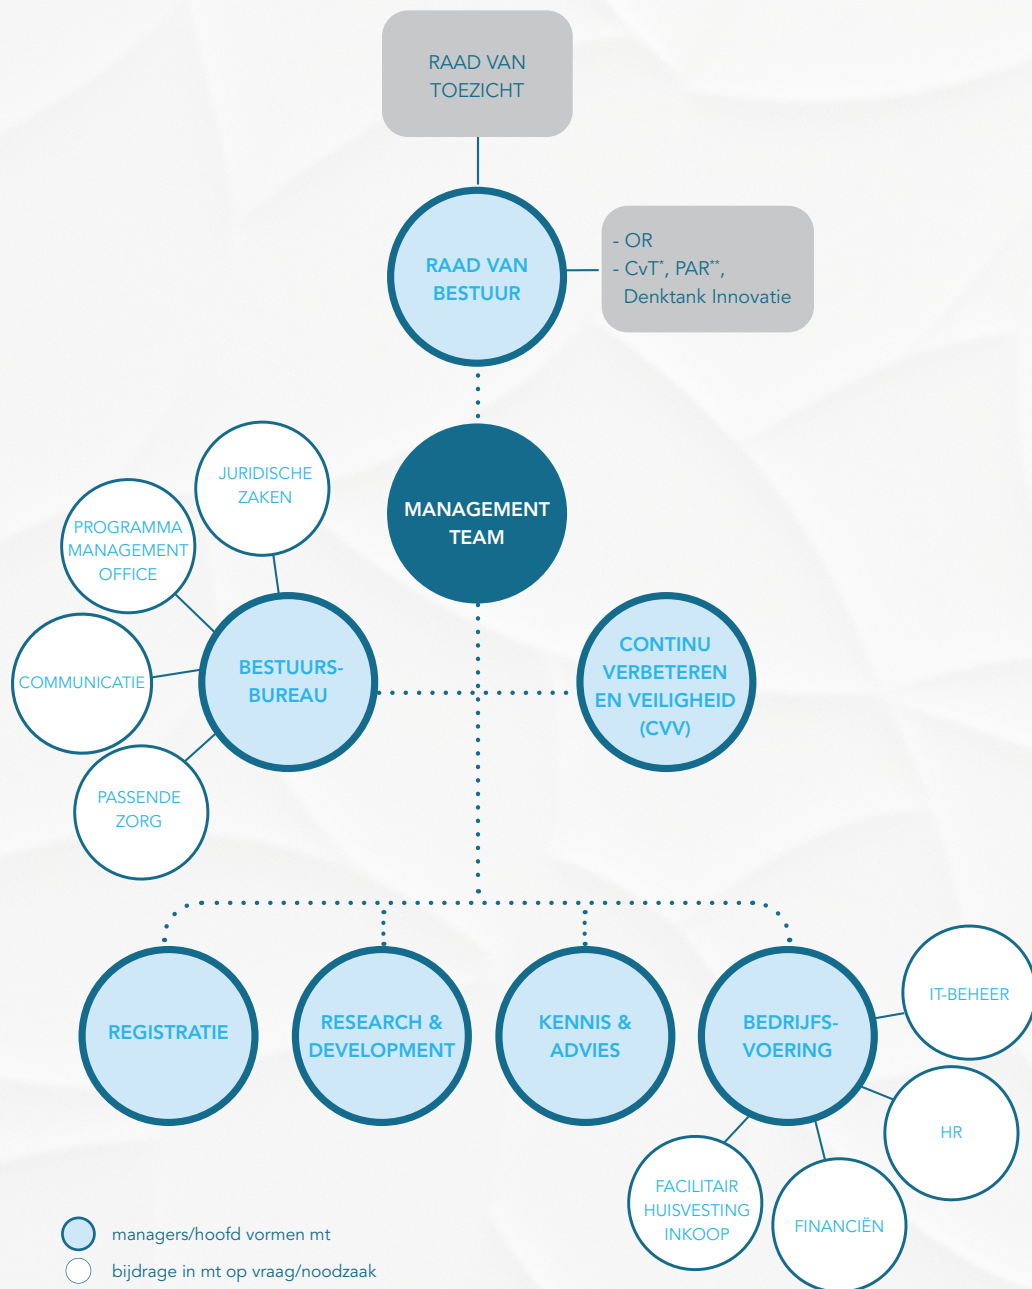 RAAD VAN
TOEZICHT
RAAD VAN
BESTUUR
- OR
- CvT*, PAR**,
Denktank Innovatie
MANAGEMENT
TEAM
JURIDISCHE
ZAKEN
PROGRAMMA
MANAGEMENT
OFFICE
COMMUNICATIE
PASSENDE
ZORG
BESTUURS-
BUREAU
CONTINU
VERBETEREN
EN VEILIGHEID
(CVV)
REGISTRATIE
RESEARCH &
DEVELOPMENT
KENNIS &
ADVIES
BEDRIJFS-
VOERING
IT-BEHEER
HR
FINANCIËN
FACILITAIR
HUISVESTING
INKOOP
managers/hoofd vormen mt
bijdrage in mt op vraag/noodzaak